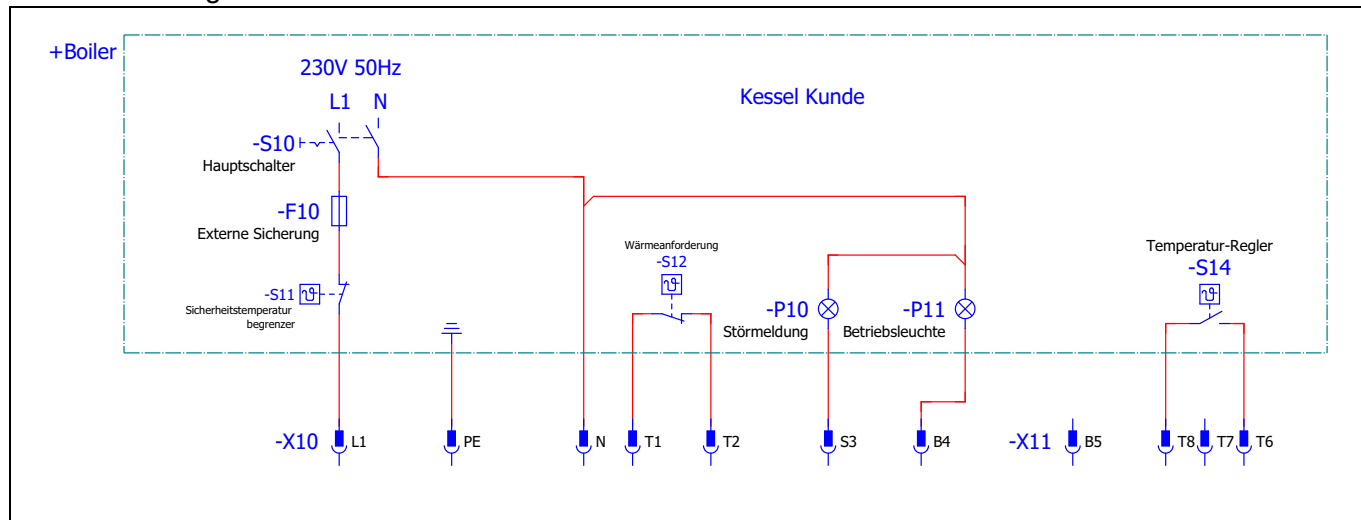 +Boiler
230V 50Hz
L1 N
Kessel Kunde
-S10
Hauptschalter
-F10
Externe Sicherung
-S11
Sicherheitstemperatur
begrenzer
Wärmeanforderung
-S12
-P10
Störmeldung
-P11
Betriebsleuchte
Temperatur-Regler
-S14
-X10 L1 PE N T1 T2 S3 B4 -X11 B5 T8 T7 T6